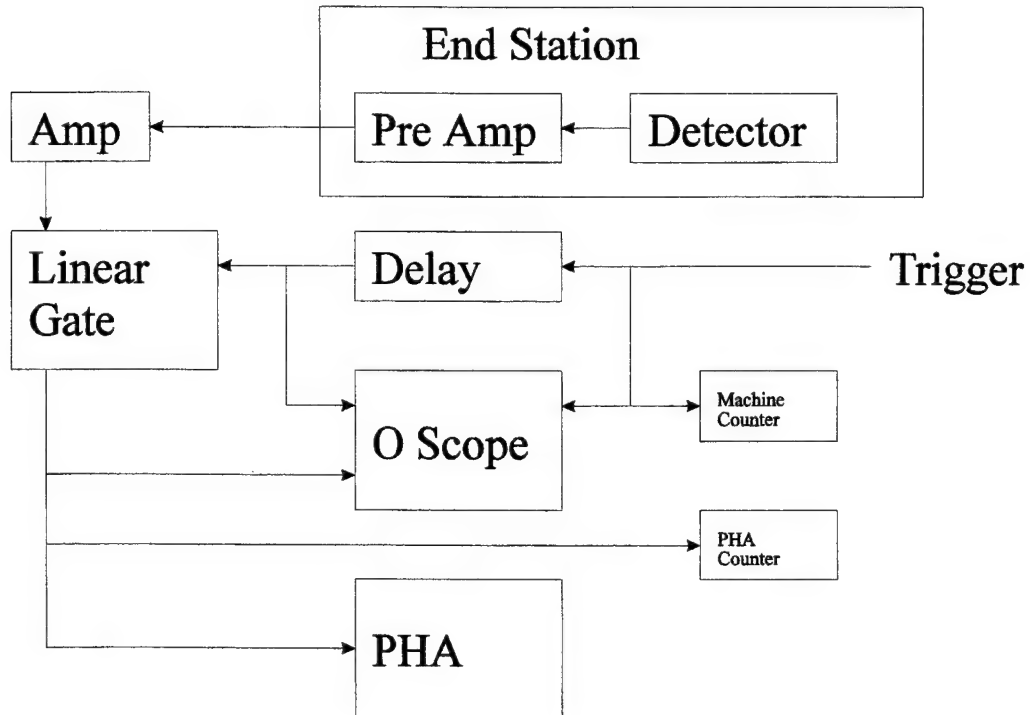 End Station
Amp
Pre Amp
Detector
Linear
Gate
Delay
Trigger
O Scope
Machine
Counter
PHA
Counter
PHA